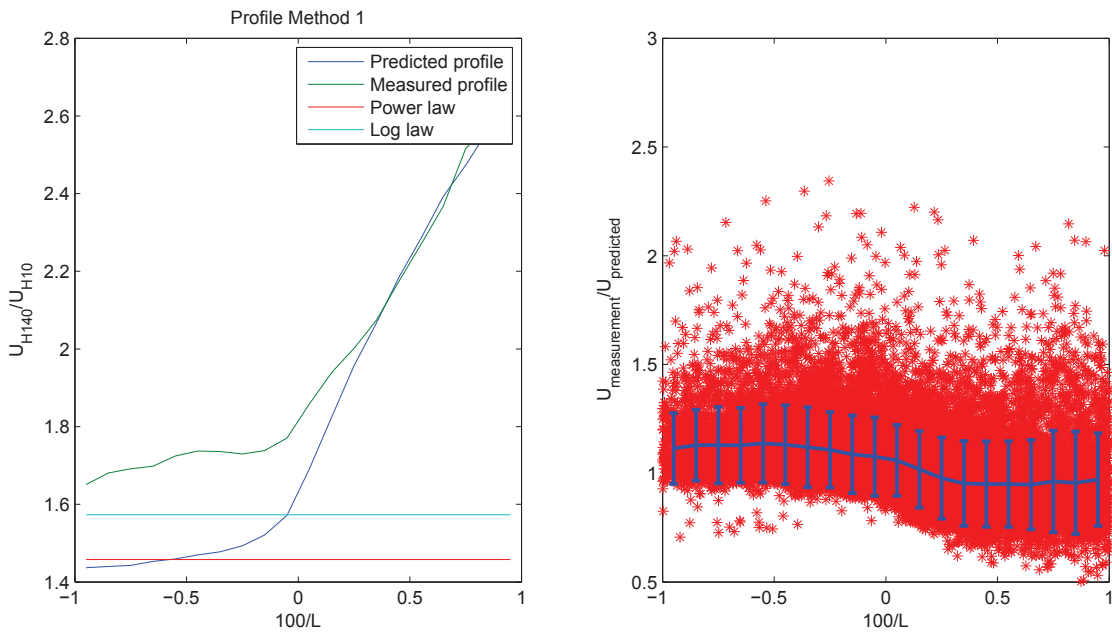 Profile Method 1
2.8
2.6
2.4
2.2
2
1.8
1.6
1.4
−1
−0.5
0
0.5
1
100/L
U_H140/U_H10
Predicted profile
Measured profile
Power law
Log law
3
2.5
2
1.5
1
0.5
−1
−0.5
0
0.5
1
100/L
U_measurement/U_predicted